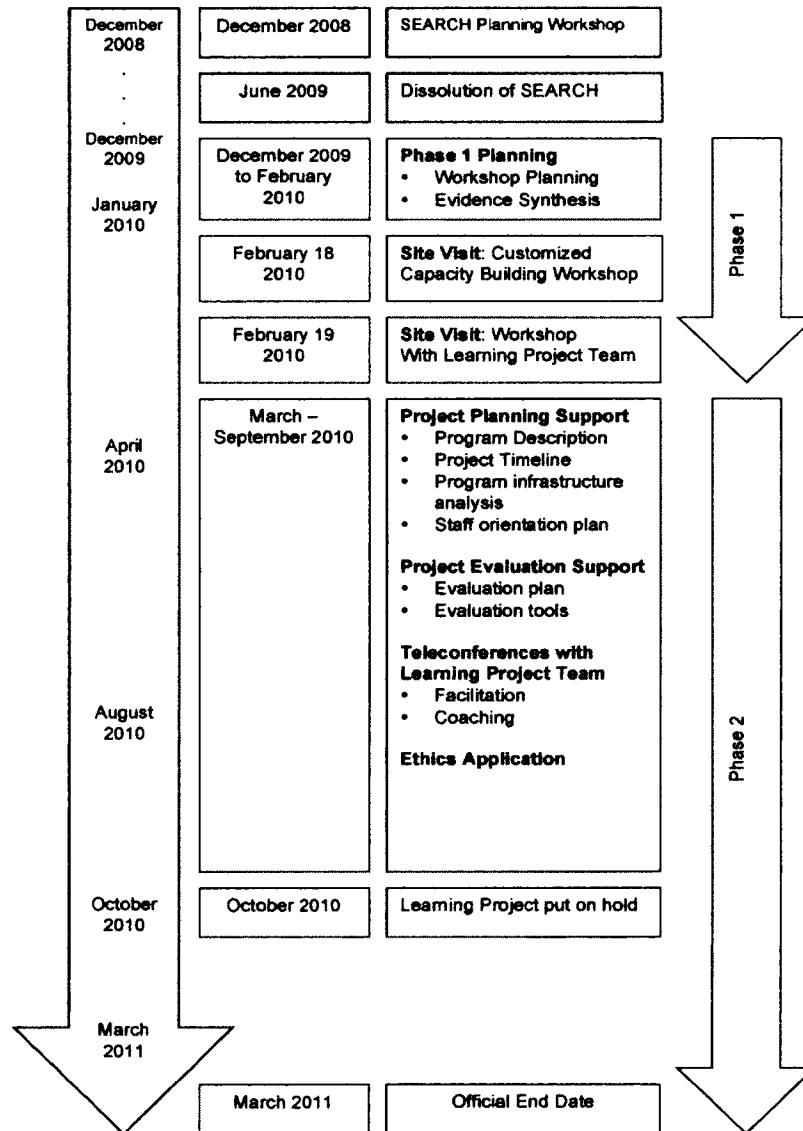 December
2008
.
.
.
December
2009
January
2010
April
2010
August
2010
October
2010
March
2011
December 2008
SEARCH Planning Workshop
June 2009
Dissolution of SEARCH
December 2009
to February
2010
Phase 1 Planning
• Workshop Planning
• Evidence Synthesis
February 18
2010
Site Visit: Customized
Capacity Building Workshop
February 19
2010
Site Visit: Workshop
With Learning Project Team
March –
September 2010
Project Planning Support
• Program Description
• Project Timeline
• Program infrastructure
analysis
• Staff orientation plan
Project Evaluation Support
• Evaluation plan
• Evaluation tools
Teleconferences with
Learning Project Team
• Facilitation
• Coaching
Ethics Application
October 2010
Learning Project put on hold
March 2011
Official End Date
Phase 1
Phase 2